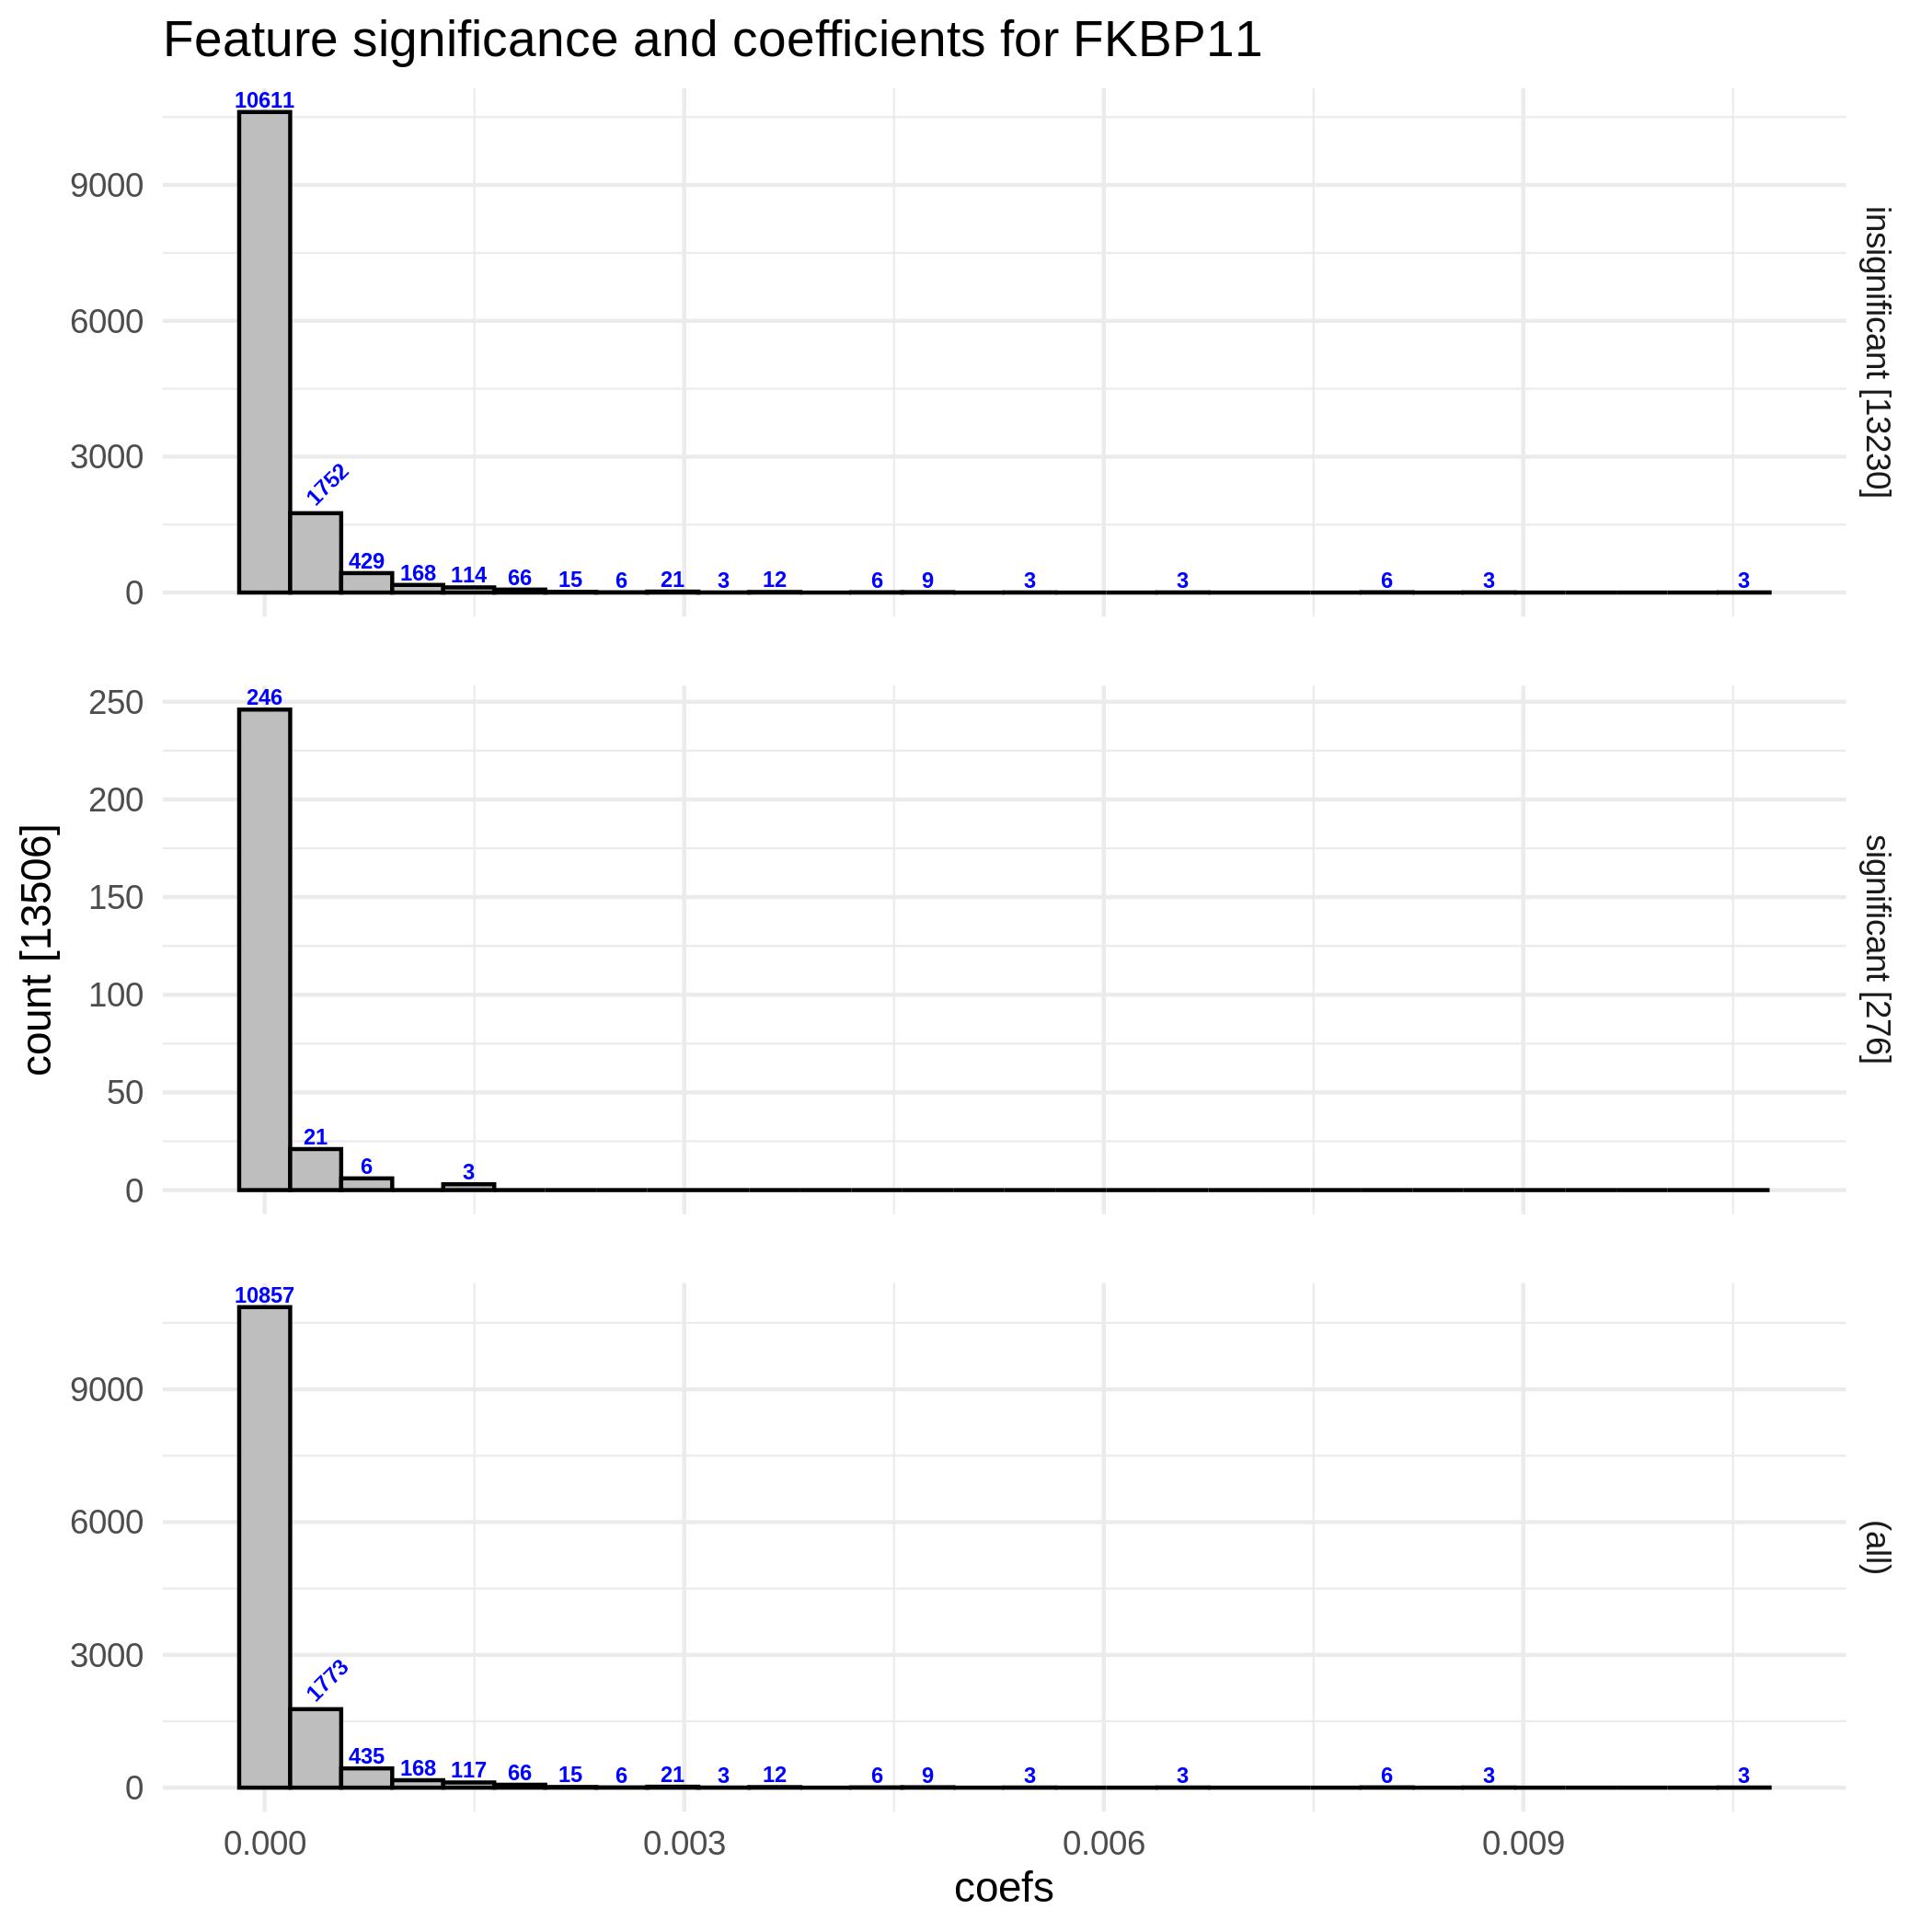 Feature significance and coefficients for FKBP11
10611
9000
6000
3000
0
1752
429 168 114 66 15 6 21 3 12 6 9 3 3 6 3 3
insignificant [13230]
count [13506]
246
250
200
150
100
50
0
21
6
3
significant [276]
10857
9000
6000
3000
0
1773
435 168 117 66 15 6 21 3 12 6 9 3 3 6 3 3
(all)
0.000 0.003 0.006 0.009
coefs